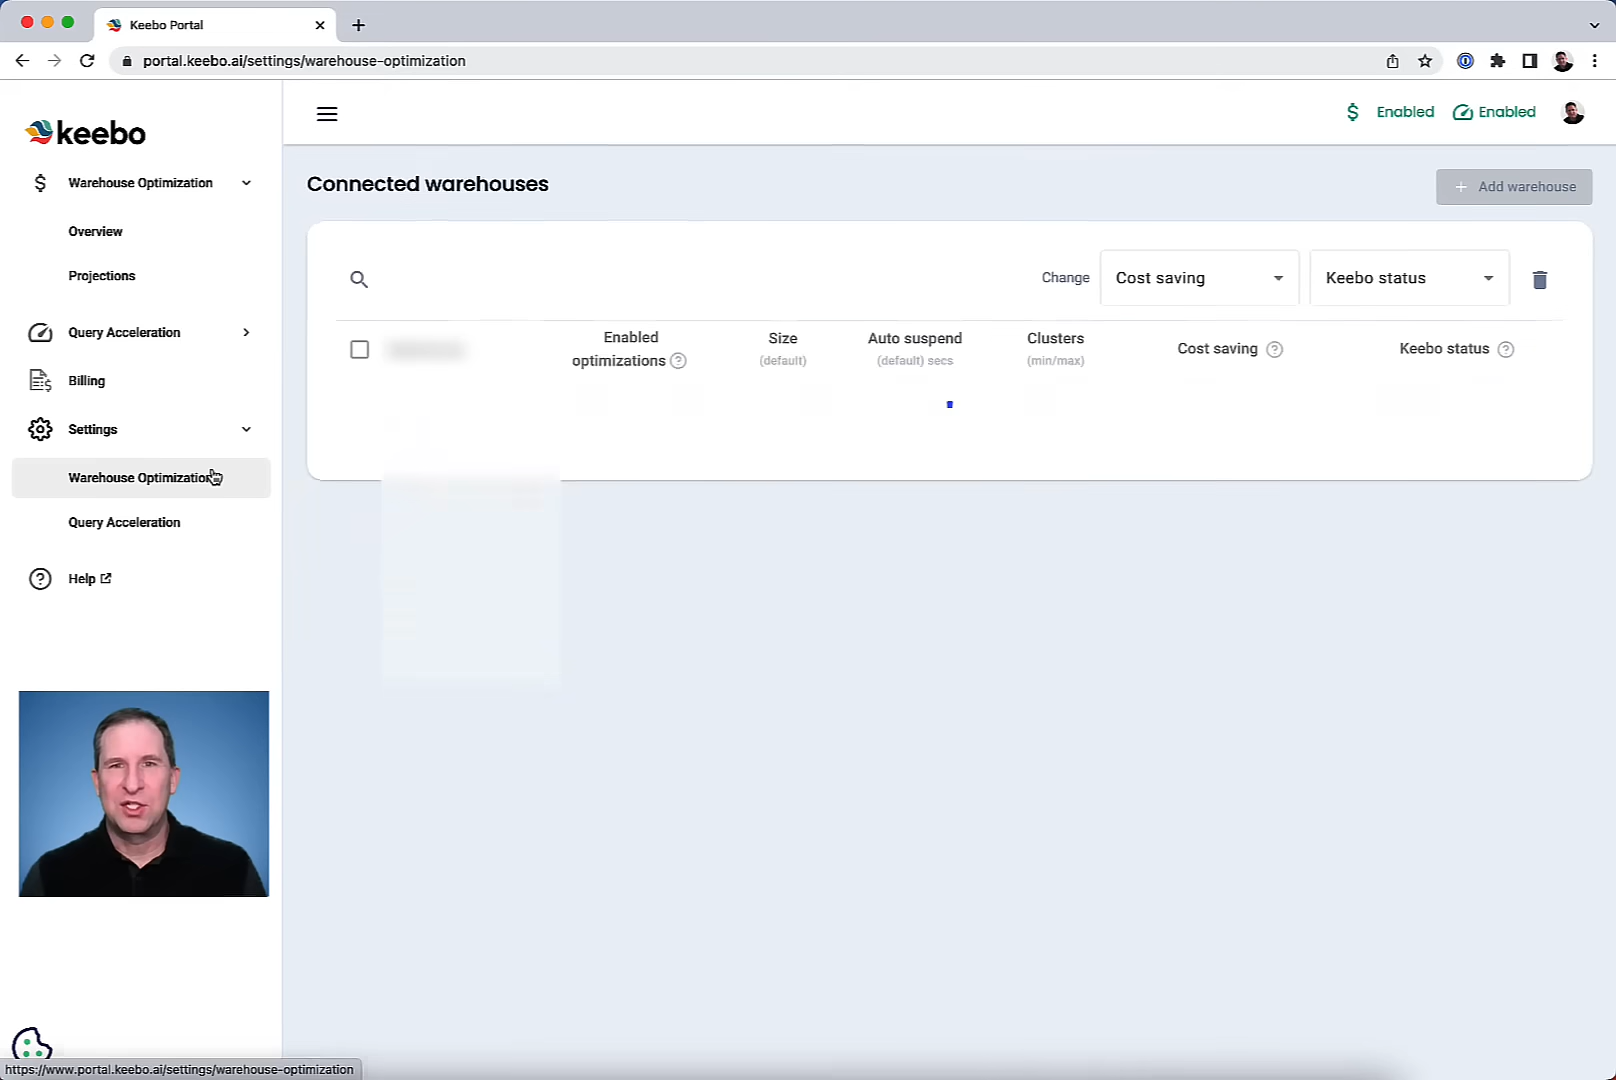 Keebo Portal
portal.keebo.ai/settings/warehouse-optimization
keebo
Enabled
Enabled
Warehouse Optimization
Overview
Projections
Query Acceleration
Billing
Settings
Warehouse Optimization
Query Acceleration
Help
Connected warehouses
Add warehouse
Change
Cost saving
Keebo status
Enabled optimizations
Size
(default)
Auto suspend
(default) secs
Clusters
(min/max)
Cost saving
Keebo status
https://www.portal.keebo.ai/settings/warehouse-optimization